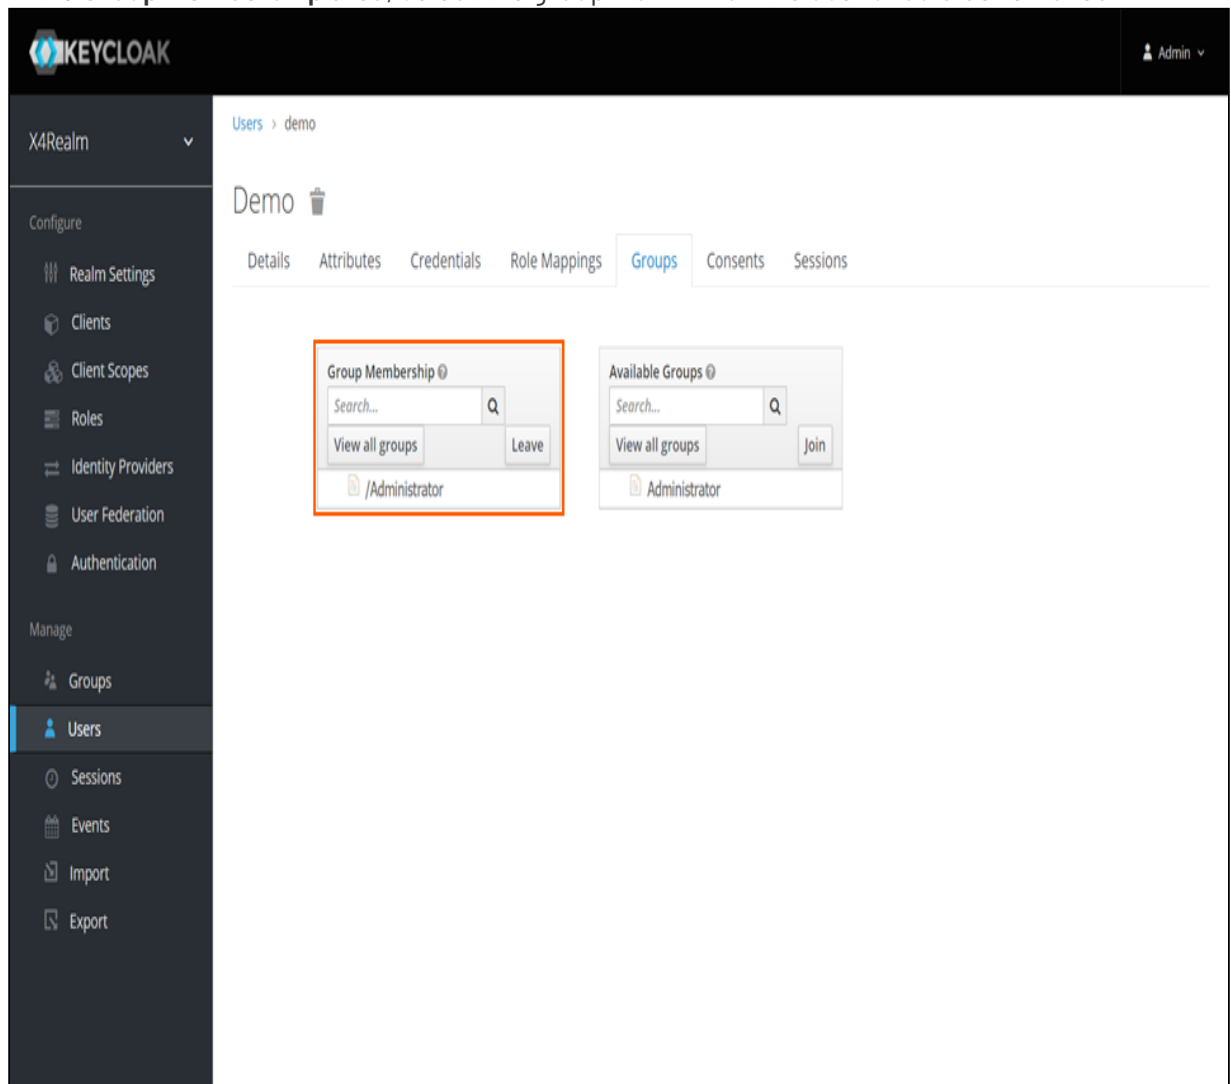 KEYCLOAK
Admin
X4Realm
Users > demo
Demo
Configure
Details Attributes Credentials Role Mappings Groups Consents Sessions
Realm Settings
Clients
Client Scopes
Roles
Identity Providers
User Federation
Authentication
Group Membership
Search...
View all groups Leave
/Administrator
Available Groups
Search...
View all groups Join
Administrator
Manage
Groups
Users
Sessions
Events
Import
Export